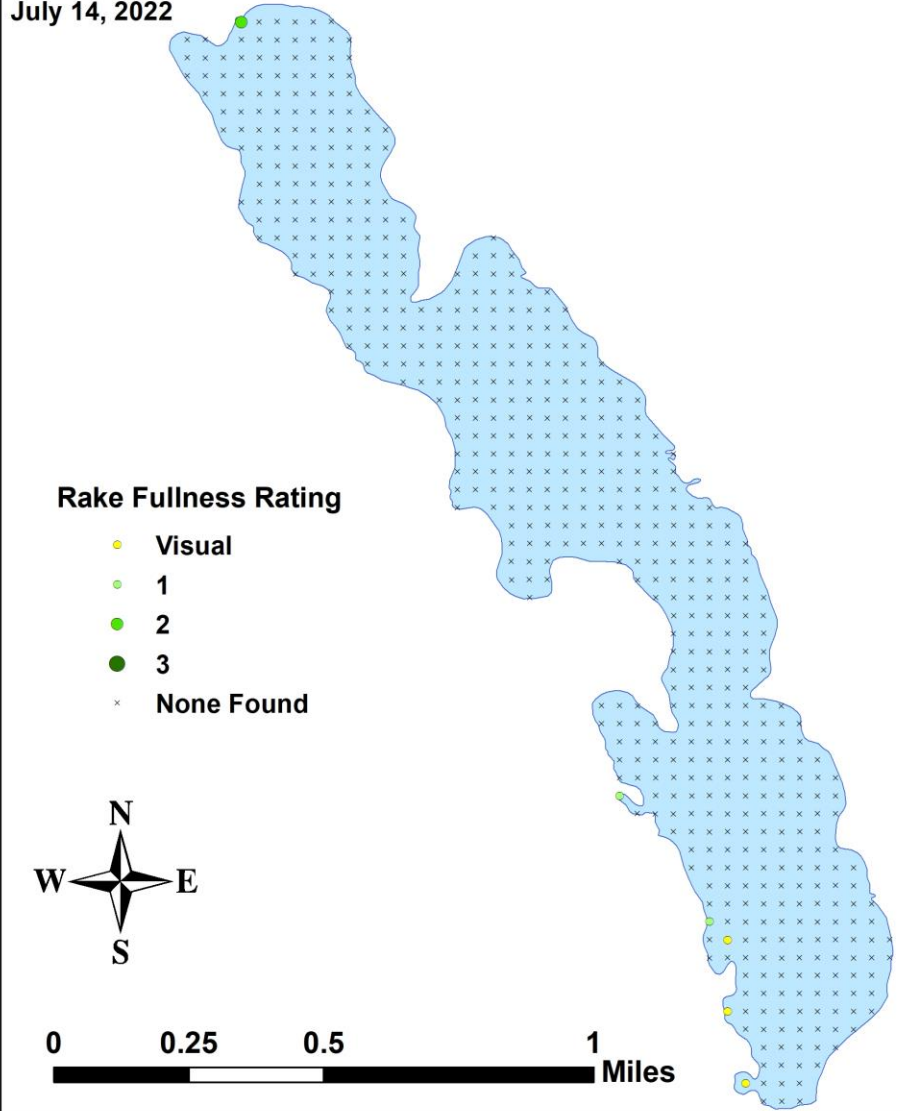 July 14, 2022
Rake Fullness Rating
Visual
1
2
3
None Found
N
W E
S
0 0.25 0.5 1
Miles